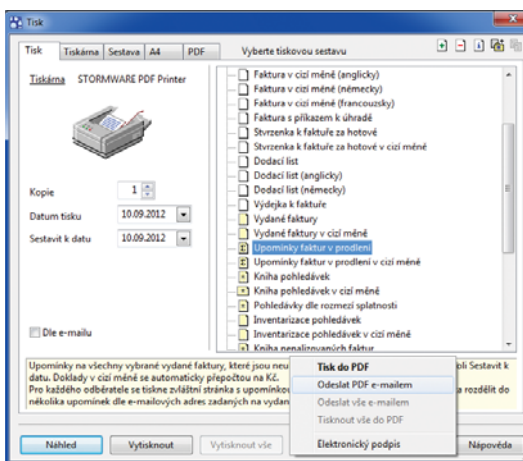 Tisk
Tisk Tiskárna Sestava A4 PDF Vyberte tiskovou sestavu
Tiskárna STORMWARE PDF Printer
Kopie 1
Datum tisku 10.09.2012
Sestavit k datu 10.09.2012
Dle e-mailu
Faktura v cizí měně (anglicky)
Faktura v cizí měně (německy)
Faktura v cizí měně (francouzsky)
Faktura s příkazem k úhradě
Stvrzenka k faktuře za hotové
Stvrzenka k faktuře za hotové v cizí měně
Dodací list
Dodací list (anglicky)
Dodací list (německy)
Výdejka k faktuře
Vydané faktury
Vydané faktury v cizí měně
Upomínky faktur v prodlení
Upomínky faktur v prodlení v cizí měně
Kniha pohledávek
Kniha pohledávek v cizí měně
Pohledávky dle rozmezí splatnosti
Inventarizace pohledávek
Inventarizace pohledávek v cizí měně
Kniha penalizovaných faktur
Upomínky na všechny vybrané vydané faktury, které jsou neu oli Sestavit k
datu. Doklady v cizí měně se automaticky přepočtou na Kč.
Pro každého odběratele se tiskne zvláštní stránka s upomínkou a rozdělit do
několika upomínek dle e-mailových adres zadaných na vydan
Tisk do PDF
Odeslat PDF e-mailem
Odeslat vše e-mailem
Tisknout vše do PDF
Elektronický podpis
Náhled Vytisknout Vytisknout vše Nápověda